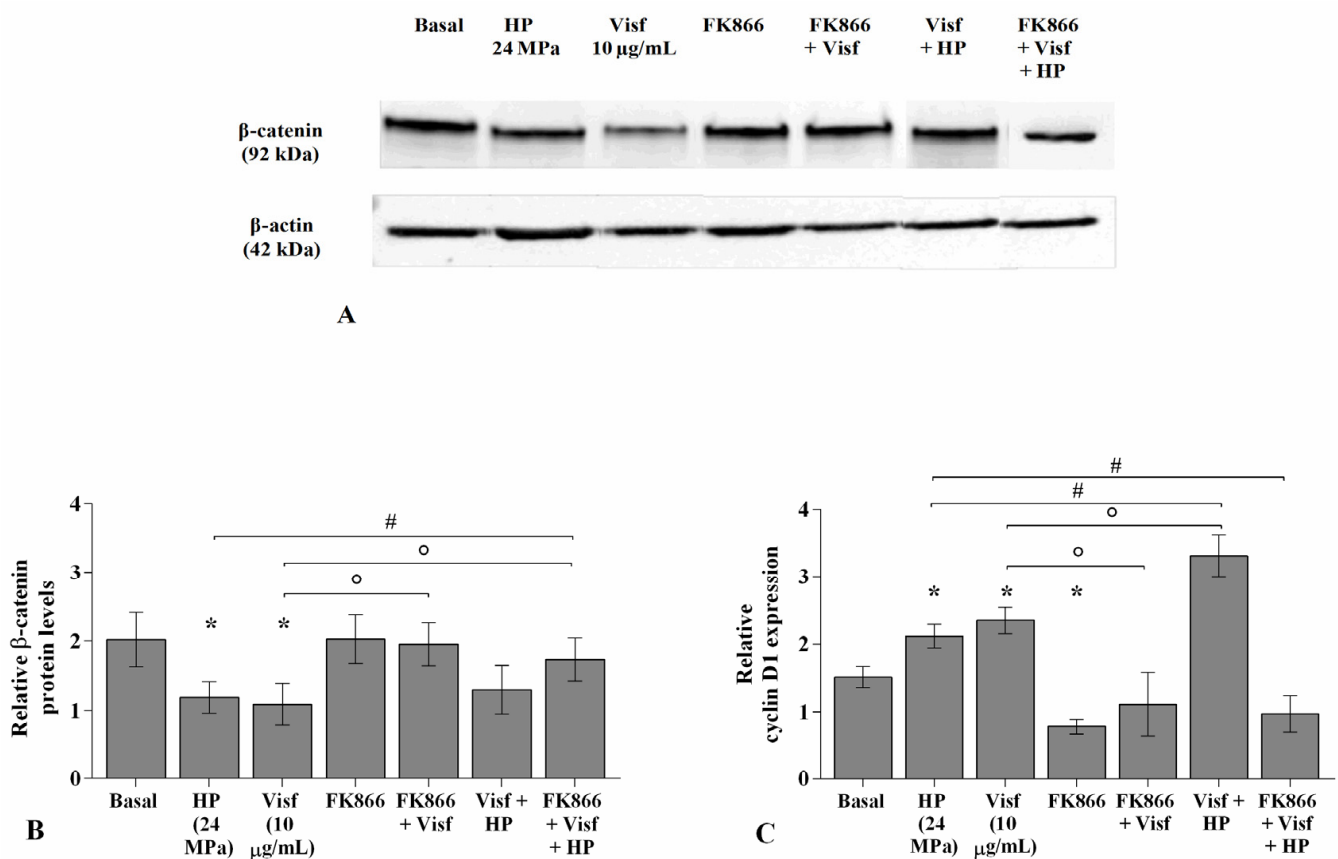 Basal HP Visf FK866 FK866 Visf FK866
24 MPa 10 µg/mL + Visf + HP + Visf
+ HP
β-catenin
(92 kDa)
β-actin
(42 kDa)
A
#
°
°
* *
4
3
2
1
0
Relative β-catenin
protein levels
Basal HP Visf FK866 FK866 Visf + FK866
(24 (10 + Visf HP + Visf
MPa) µg/mL) + HP
B
#
#
°
°
* * *
4
3
2
1
0
Relative
cyclin D1 expression
Basal HP Visf FK866 FK866 Visf + FK866
(24 (10 + Visf HP + Visf
MPa) µg/mL) + HP
C